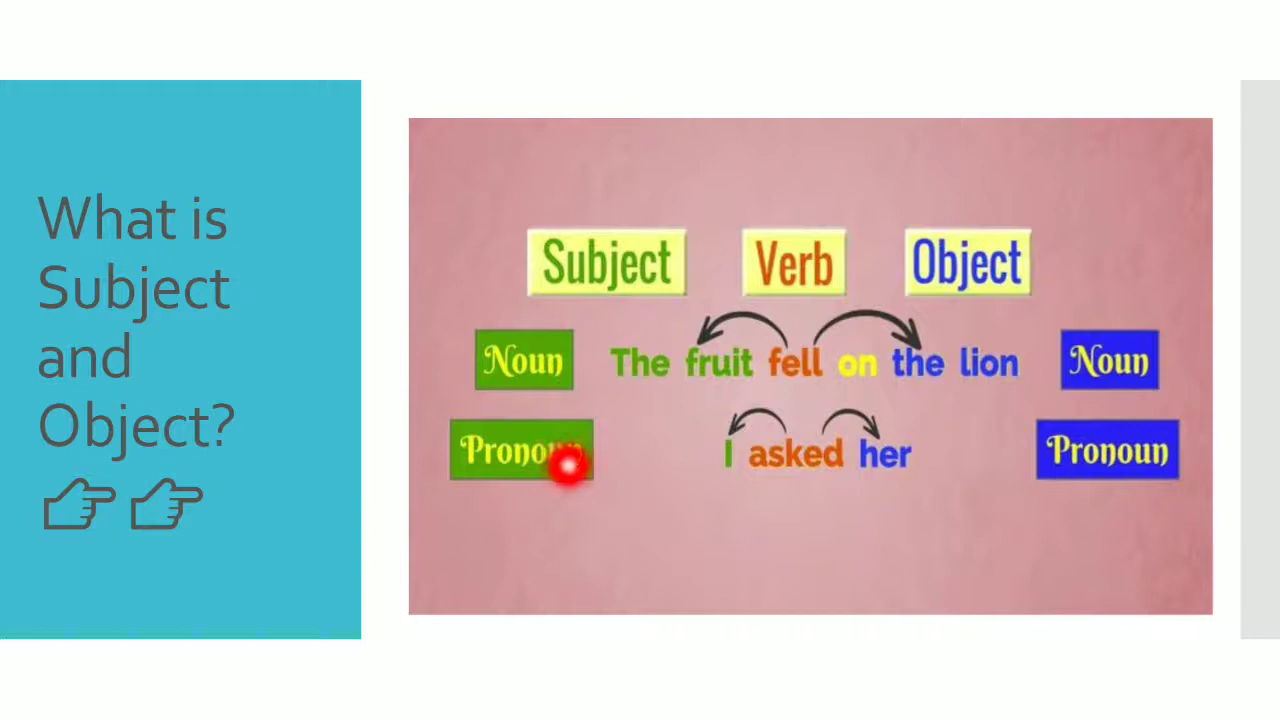 What is
Subject
and
Object?
Subject Verb Object
Noun The fruit fell on the lion Noun
Pronoun I asked her Pronoun